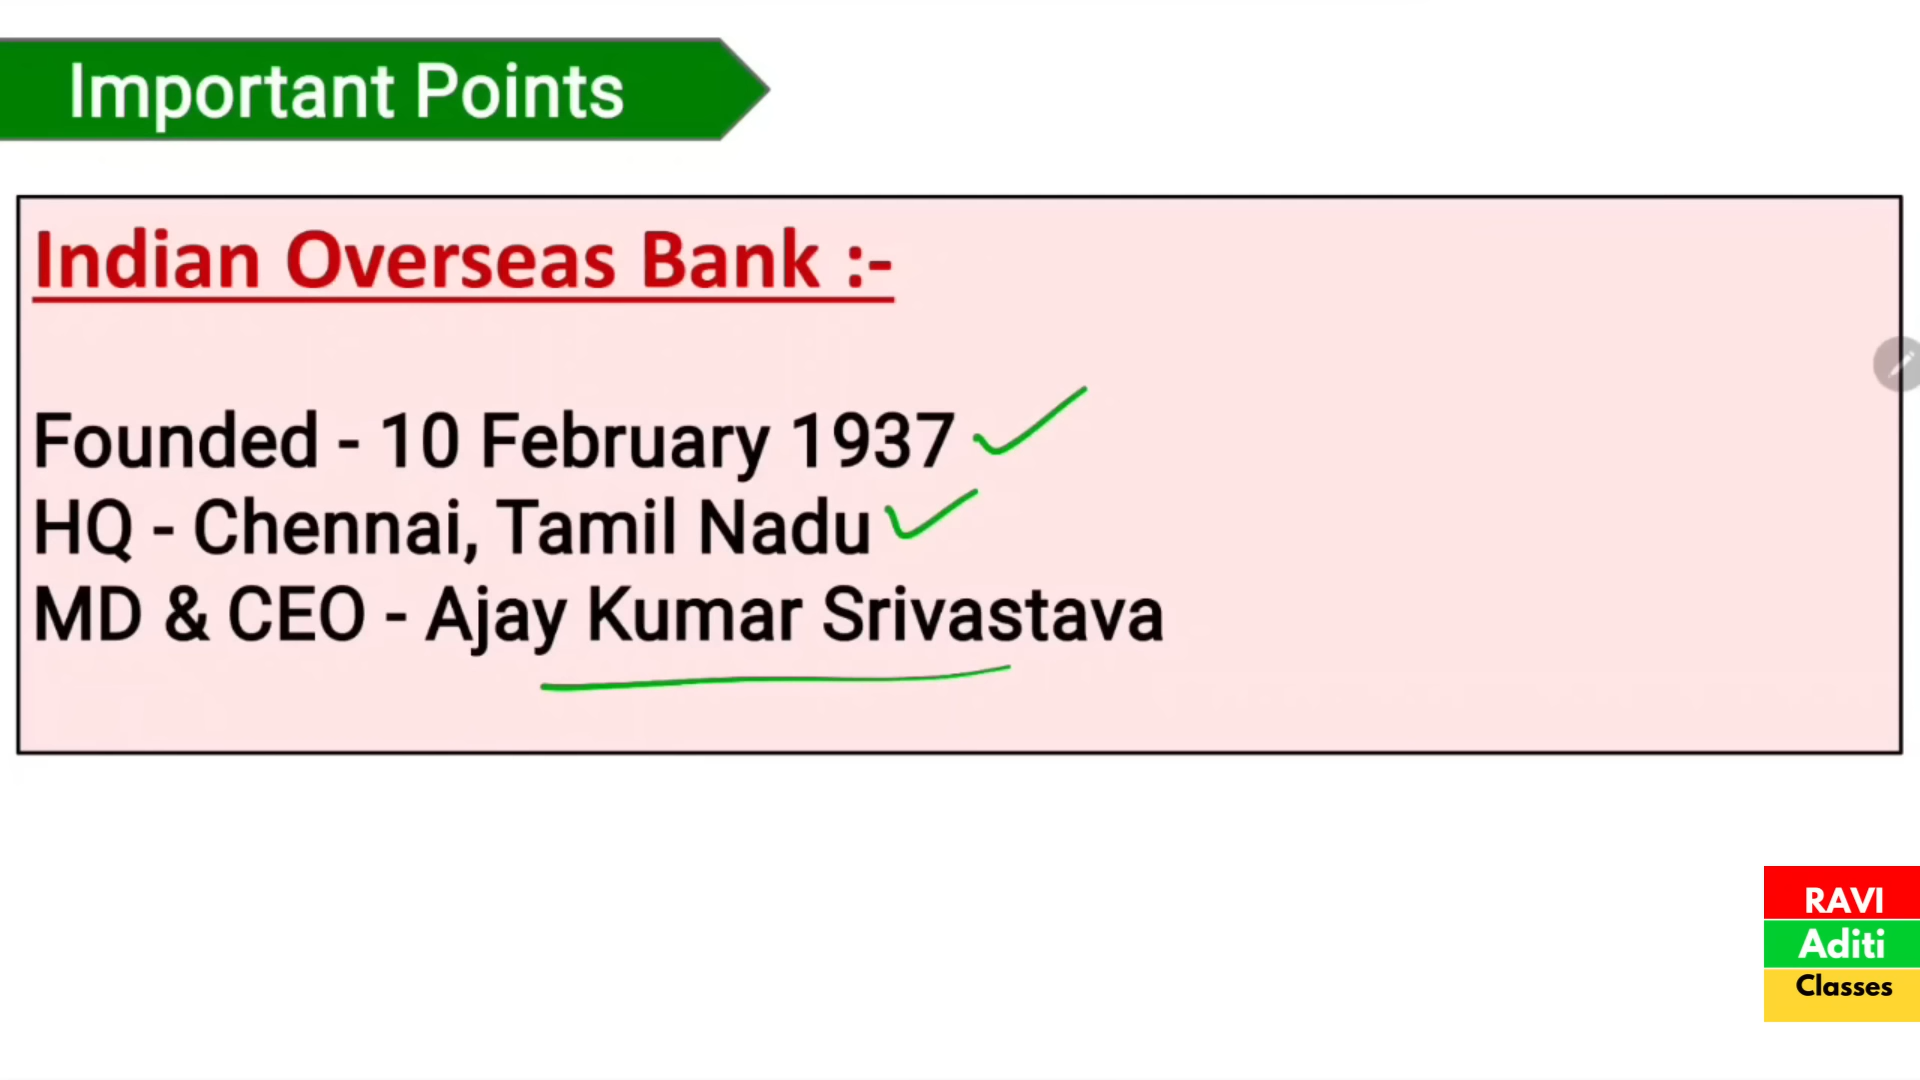 Important Points
Indian Overseas Bank :-
Founded - 10 February 1937
HQ - Chennai, Tamil Nadu
MD & CEO - Ajay Kumar Srivastava
RAVI
Aditi
Classes